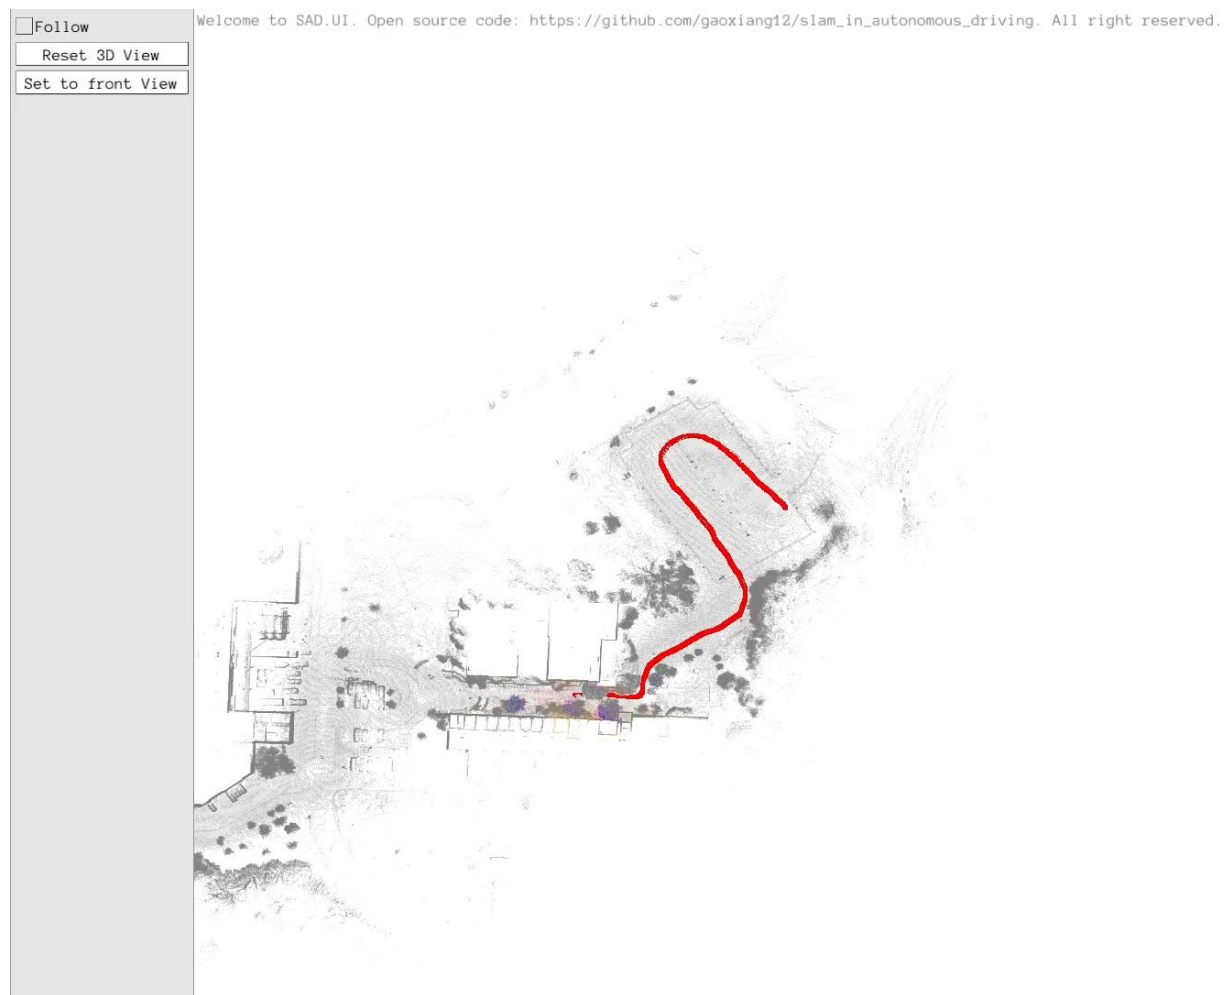 Follow
Welcome to SAD.UI. Open source code: https://github.com/gaoxiang12/slam_in_autonomous_driving. All right reserved.
Reset 3D View
Set to front View